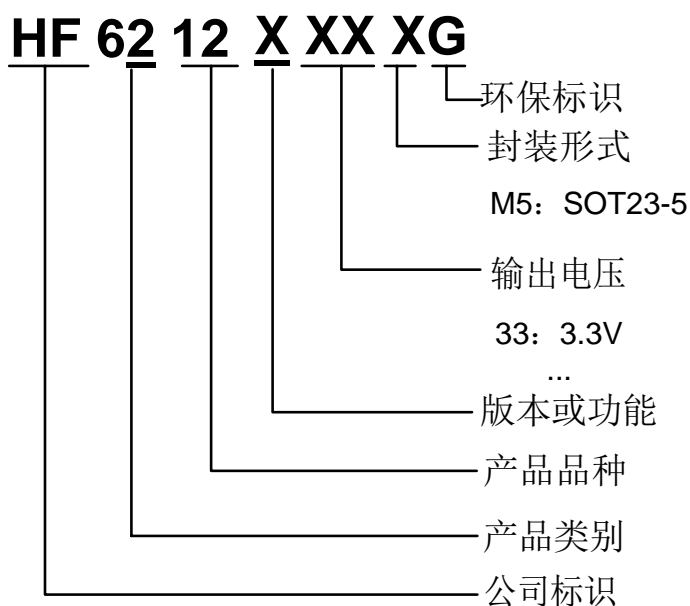 HF 62 12 X XX XG
环保标识
封装形式
M5：SOT23-5
输出电压
33：3.3V
...
版本或功能
产品品种
产品类别
公司标识